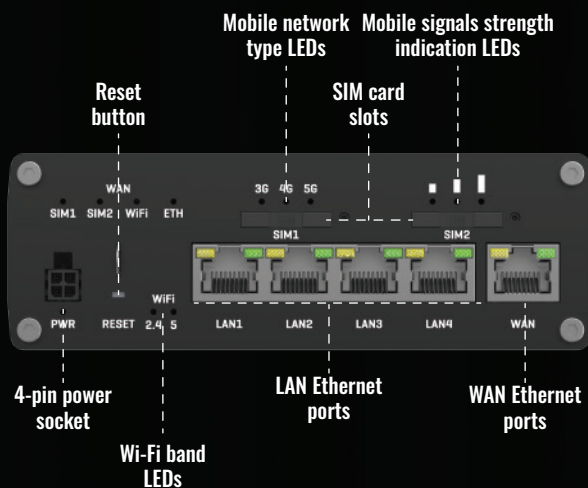 Mobile network
type LEDs
Mobile signals strength
indication LEDs
Reset
button
SIM card
slots
WAN
3G 4G 5G
SIM1 SIM2 WiFi ETH
SIM1
SIM2
WiFi
PWR RESET 2.4 5 LAN1 LAN2 LAN3 LAN4 WAN
4-pin power
socket
LAN Ethernet
ports
WAN Ethernet
ports
Wi-Fi band
LEDs